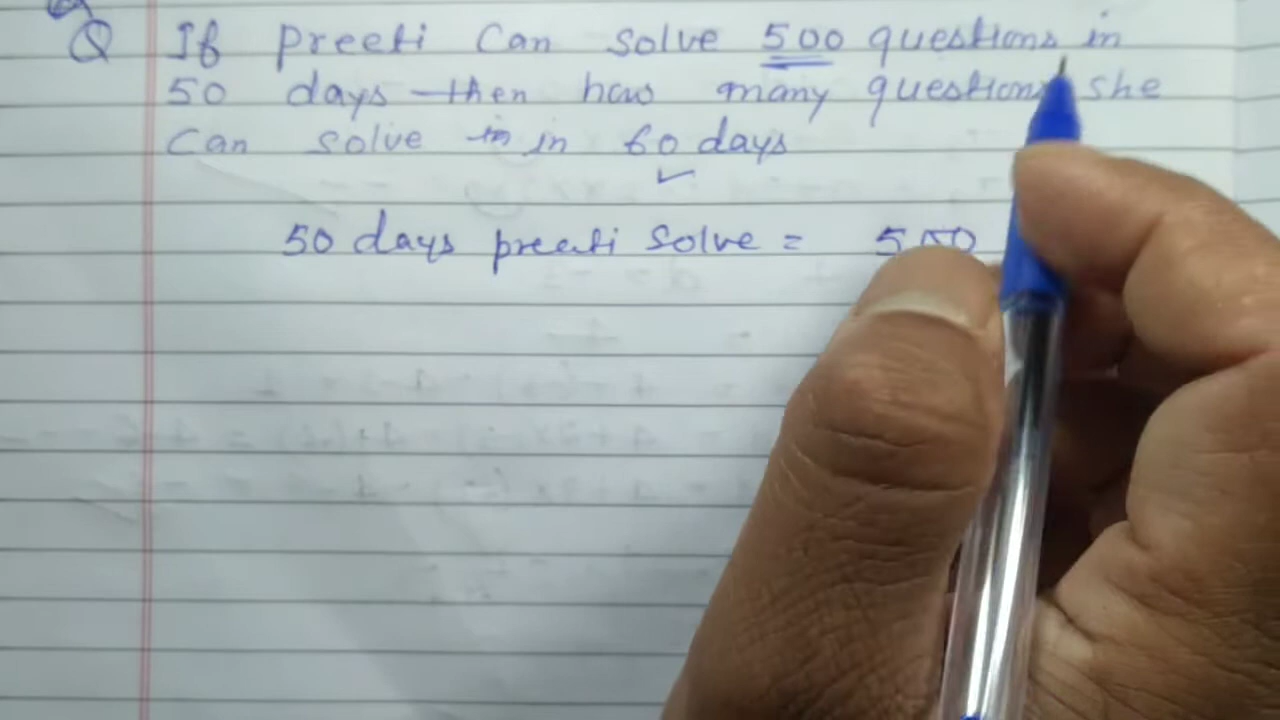 Q If preeti Can solve 500 questions in
50 days then how many questions she
Can solve in in 60 days
50 days preeti solve = 500